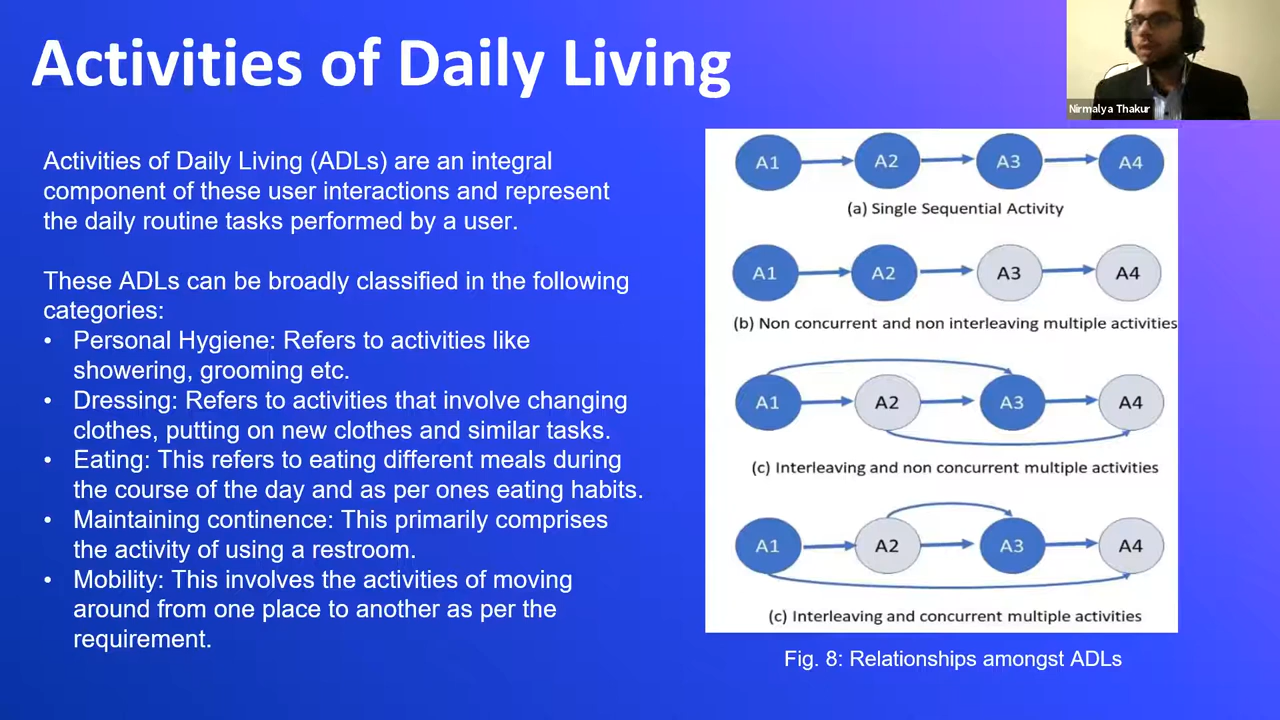 Activities of Daily Living
Nirmalya Thakur
Activities of Daily Living (ADLs) are an integral
component of these user interactions and represent
the daily routine tasks performed by a user.
These ADLs can be broadly classified in the following
categories:
• Personal Hygiene: Refers to activities like
showering, grooming etc.
• Dressing: Refers to activities that involve changing
clothes, putting on new clothes and similar tasks.
• Eating: This refers to eating different meals during
the course of the day and as per ones eating habits.
• Maintaining continence: This primarily comprises
the activity of using a restroom.
• Mobility: This involves the activities of moving
around from one place to another as per the
requirement.
A1 A2 A3 A4
(a) Single Sequential Activity
A1 A2 A3 A4
(b) Non concurrent and non interleaving multiple activities
A1 A2 A3 A4
(c) Interleaving and non concurrent multiple activities
A1 A2 A3 A4
(c) Interleaving and concurrent multiple activities
Fig. 8: Relationships amongst ADLs